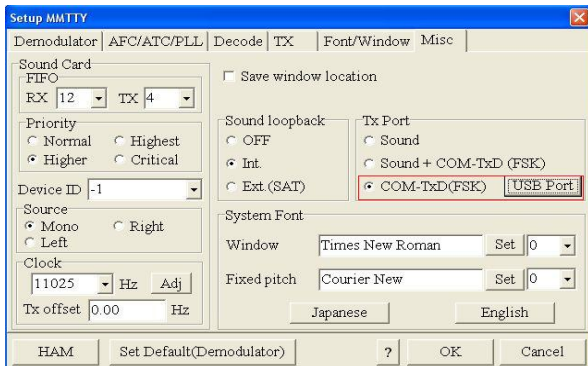 Setup MMTTY
Demodulator AFC/ATC/PLL Decode TX Font/Window Misc
Sound Card
FIFO
RX 12 TX 4
Priority
Normal Highest
Higher Critical
Device ID -1
Source
Mono Right
Left
Clock
11025 Hz Adj
Tx offset 0.00 Hz
Save window location
Sound loopback
OFF
Int.
Ext.(SAT)
Tx Port
Sound
Sound + COM-TxD (FSK)
COM-TxD(FSK) USB Port
System Font
Window Times New Roman Set 0
Fixed pitch Courier New Set 0
Japanese English
HAM Set Default(Demodulator) ? OK Cancel